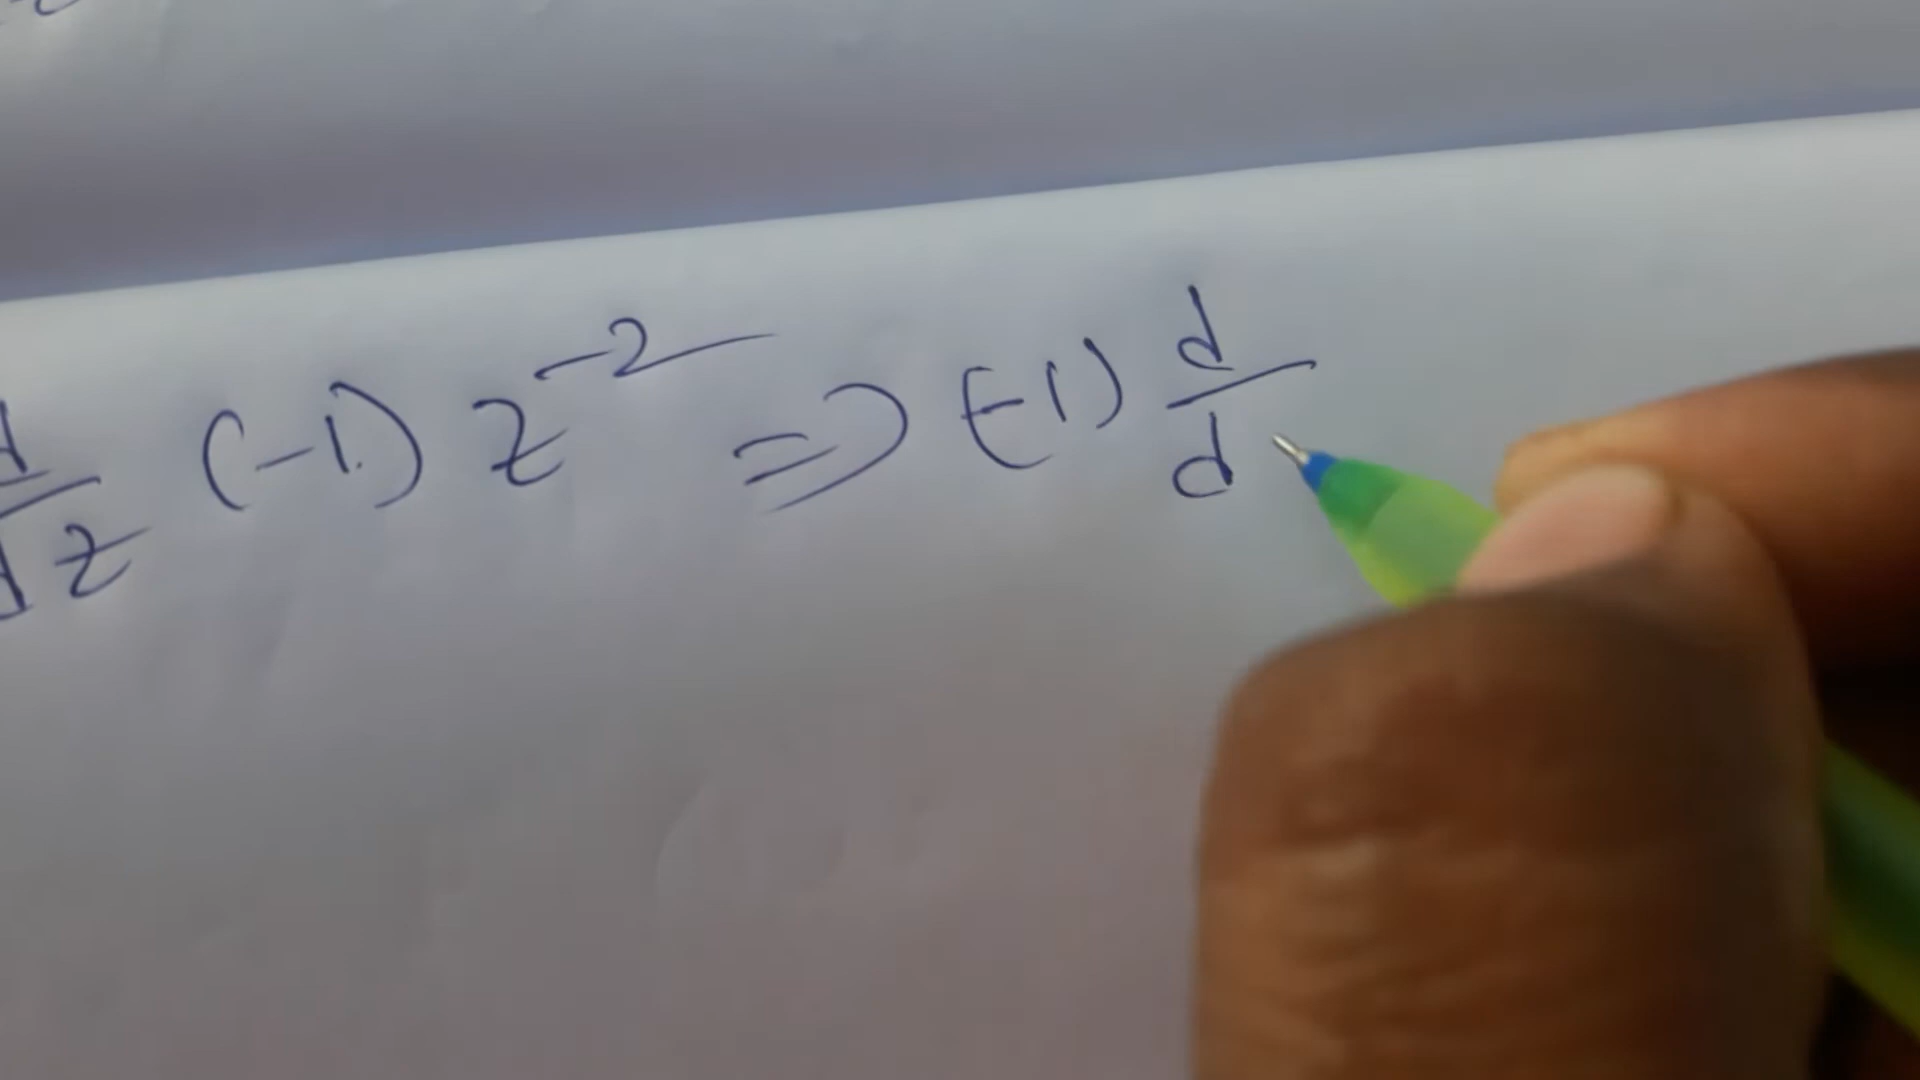 d/dz (-1) z^-2 ⇒ (-1) d/d